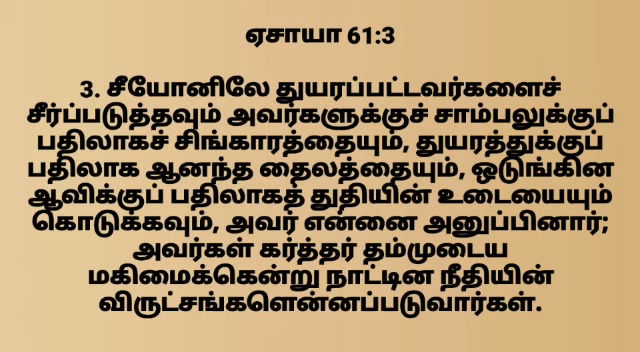 ஏசாயா 61:3
3. சீயோனிலே துயரப்பட்டவர்களைச்
சீர்ப்படுத்தவும் அவர்களுக்குச் சாம்பலுக்குப்
பதிலாகச் சிங்காரத்தையும், துயரத்துக்குப்
பதிலாக ஆனந்த தைலத்தையும், ஒடுங்கின
ஆவிக்குப் பதிலாகத் துதியின் உடையையும்
கொடுக்கவும், அவர் என்னை அனுப்பினார்;
அவர்கள் கர்த்தர் தம்முடைய
மகிமைக்கென்று நாட்டின நீதியின்
விருட்சங்களென்னப்படுவார்கள்.